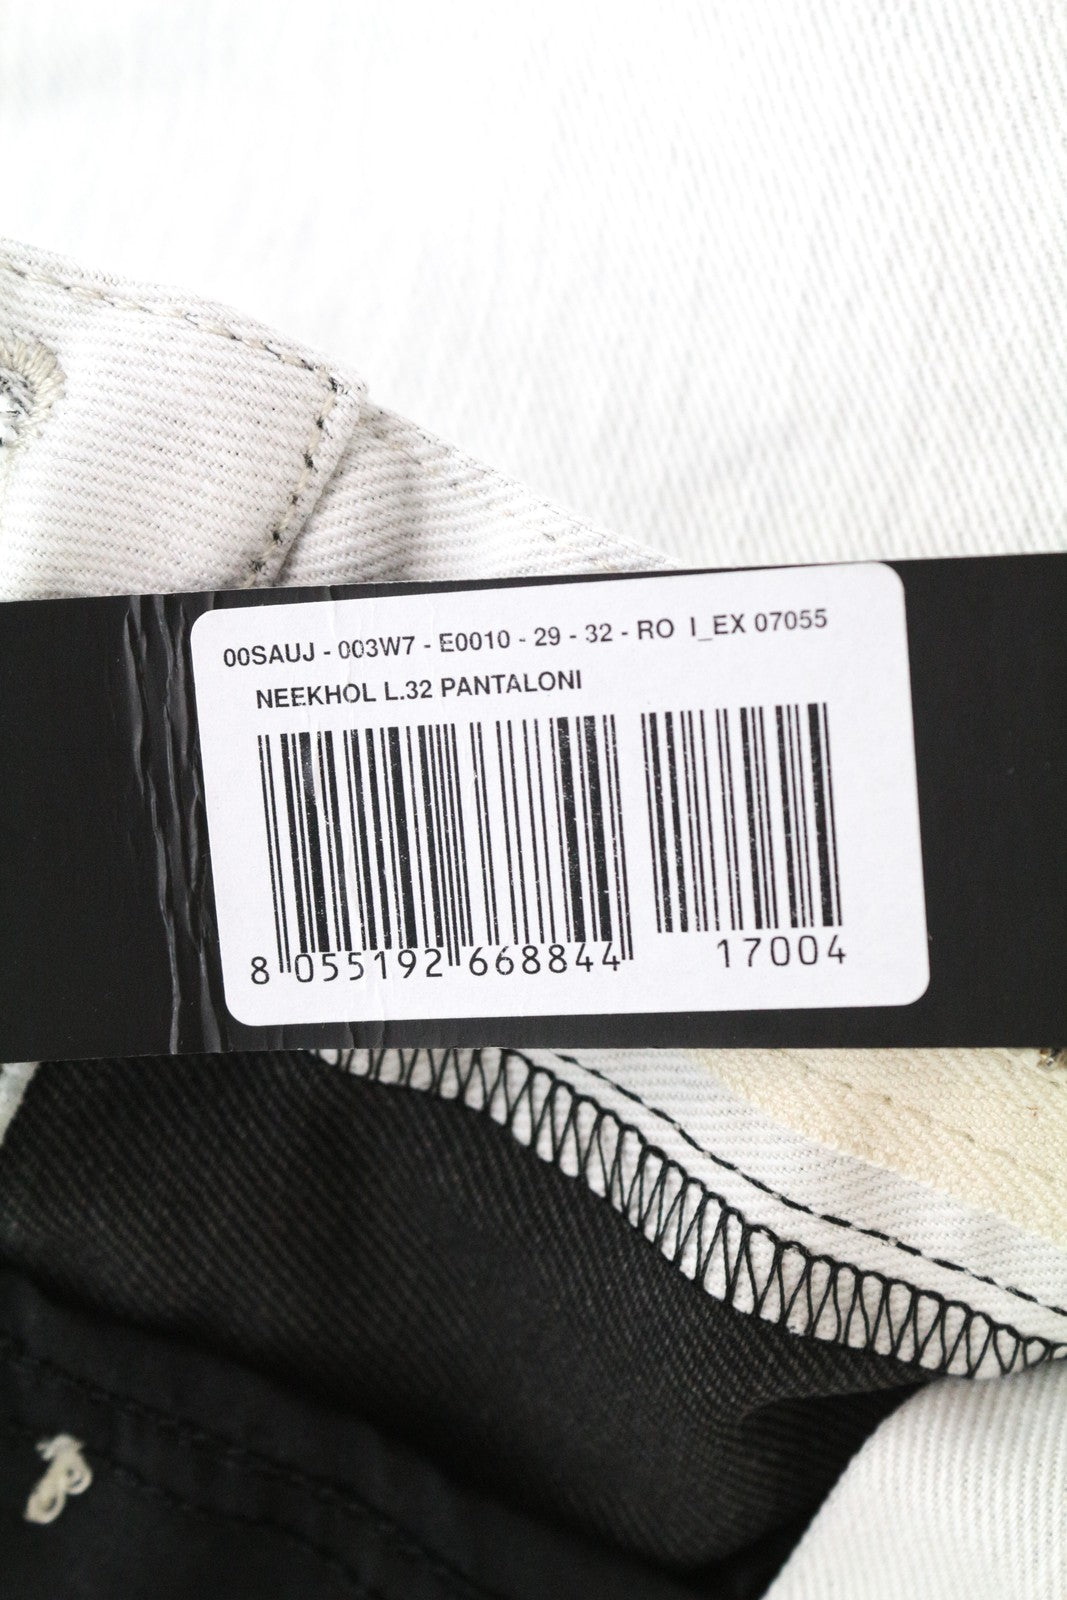 00SAUJ - 003W7 - E0010 - 29 - 32 - RO I_EX 07055
NEEKHOL L.32 PANTALONI
8 055192 668844 17004